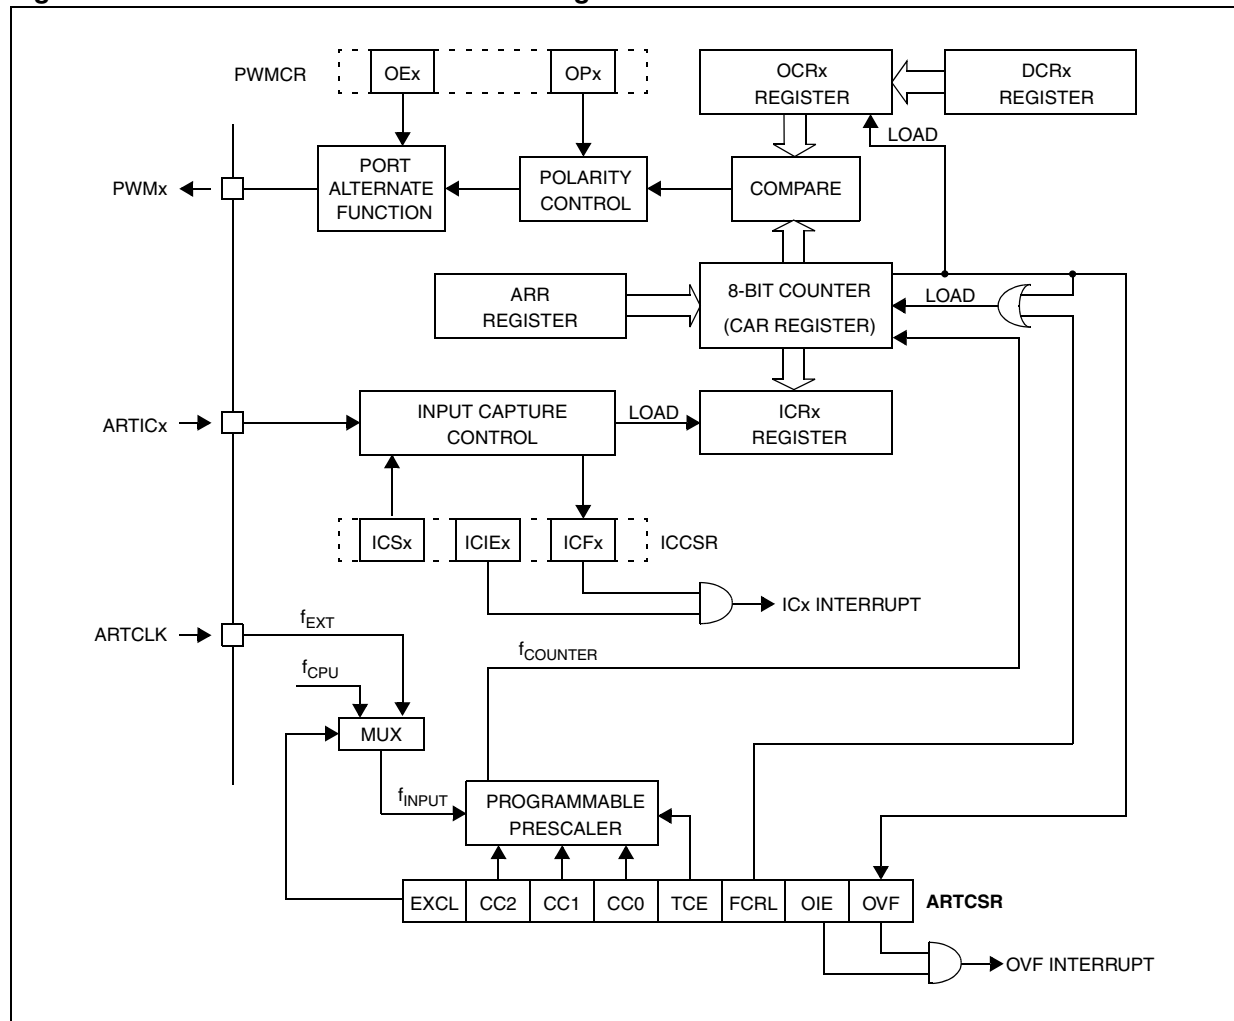 PWMCR
OEx
OPx
OCRx
REGISTER
DCRx
REGISTER
LOAD
PWMx
PORT
ALTERNATE
FUNCTION
POLARITY
CONTROL
COMPARE
ARR
REGISTER
8-BIT COUNTER
(CAR REGISTER)
LOAD
ARTICx
INPUT CAPTURE
CONTROL
LOAD
ICRx
REGISTER
ICSx
ICIEx
ICFx
ICCSR
ICx INTERRUPT
ARTCLK
fEXT
fCPU
fCOUNTER
MUX
fINPUT
PROGRAMMABLE
PRESCALER
EXCL
CC2
CC1
CC0
TCE
FCRL
OIE
OVF
ARTCSR
OVF INTERRUPT